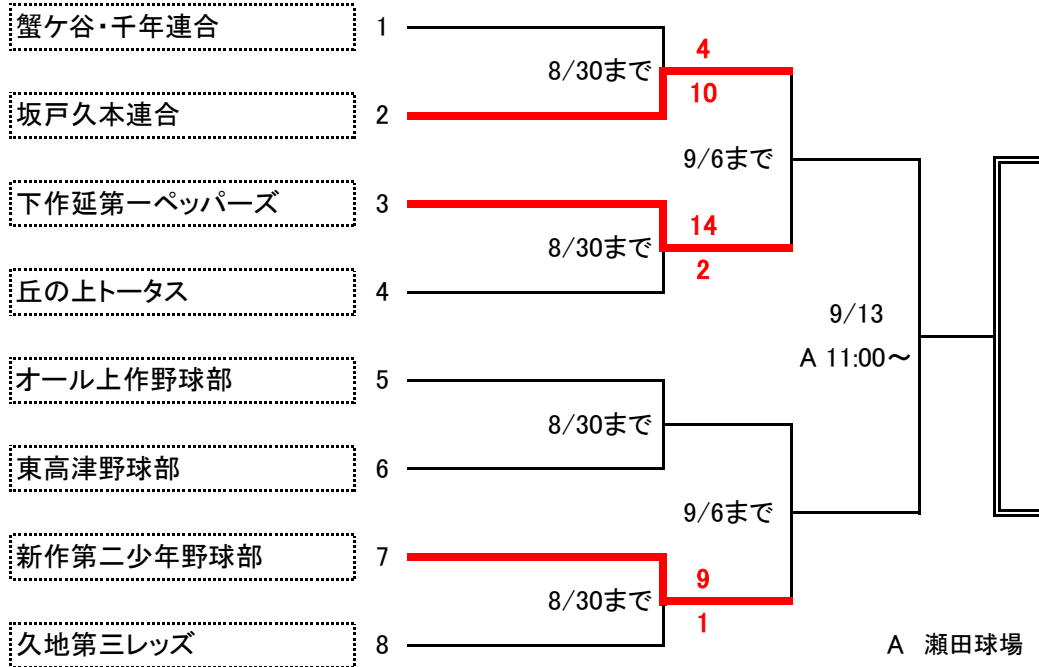 蟹ケ谷・千年連合 1
4
8/30まで
10
坂戸久本連合 2
9/6まで
下作延第一ペッパーズ 3
14
8/30まで
2
丘の上トータス 4
9/13
A 11:00～
オール上作野球部 5
8/30まで
東高津野球部 6
9/6まで
新作第二少年野球部 7
9
8/30まで
1
久地第三レッズ 8
A 瀬田球場